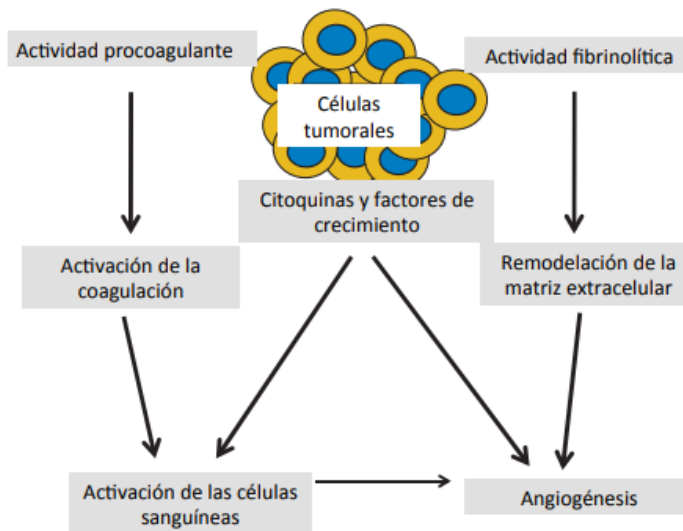 Actividad procoagulante
Actividad fibrinolítica
Células
tumorales
Citoquinas y factores de
crecimiento
Activación de la
coagulación
Remodelación de la
matriz extracelular
Activación de las células
sanguíneas
Angiogénesis